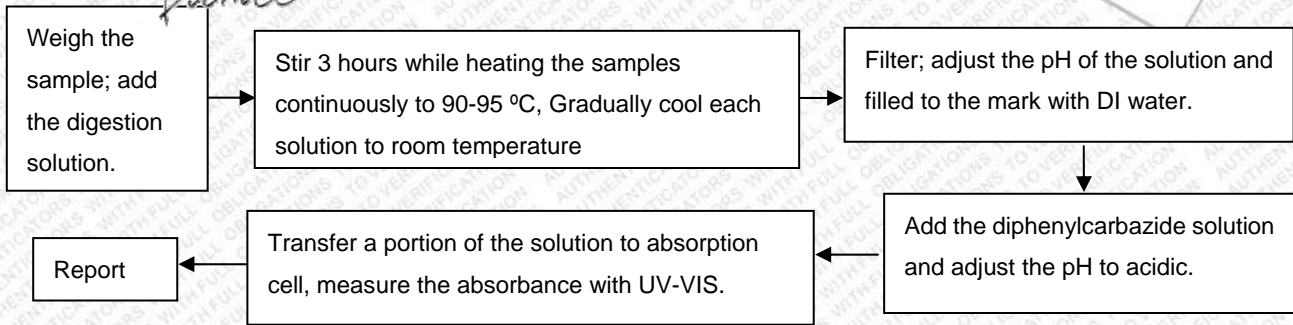 Weigh the
sample; add
the digestion
solution.
Stir 3 hours while heating the samples
continuously to 90-95 ºC, Gradually cool each
solution to room temperature
Filter; adjust the pH of the solution and
filled to the mark with DI water.
Add the diphenylcarbazide solution
and adjust the pH to acidic.
Transfer a portion of the solution to absorption
cell, measure the absorbance with UV-VIS.
Report